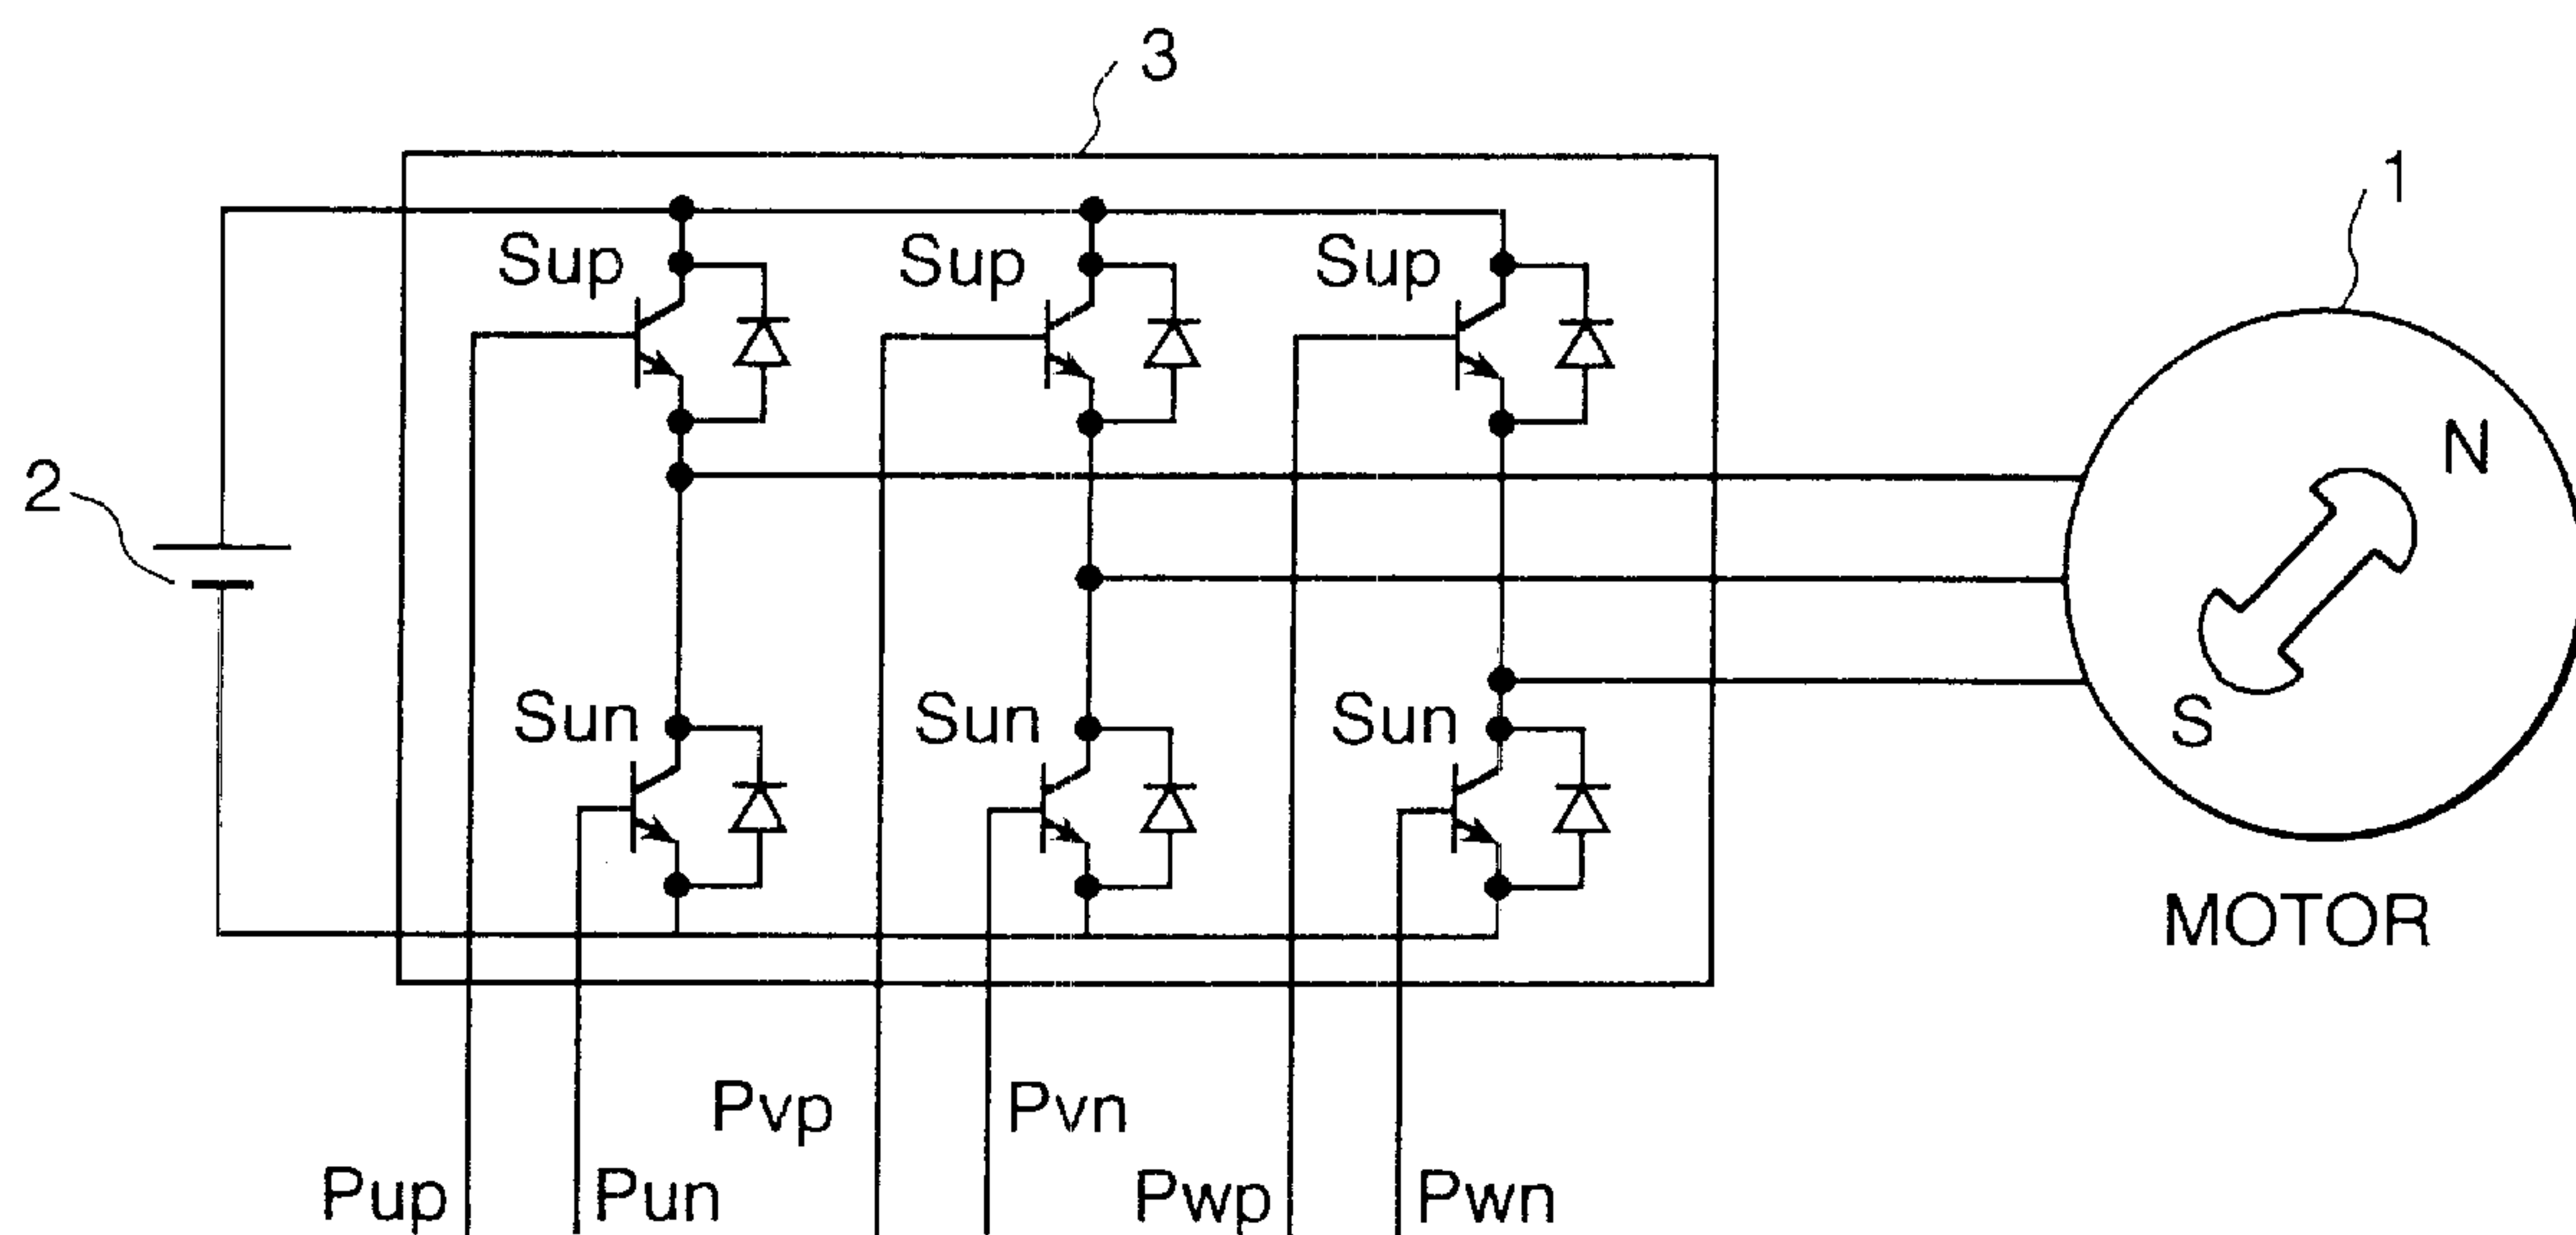 3
1
Sup Sup Sup
N
2
Sun Sun Sun
S
MOTOR
Pvp Pvn
Pup Pun Pwp Pwn